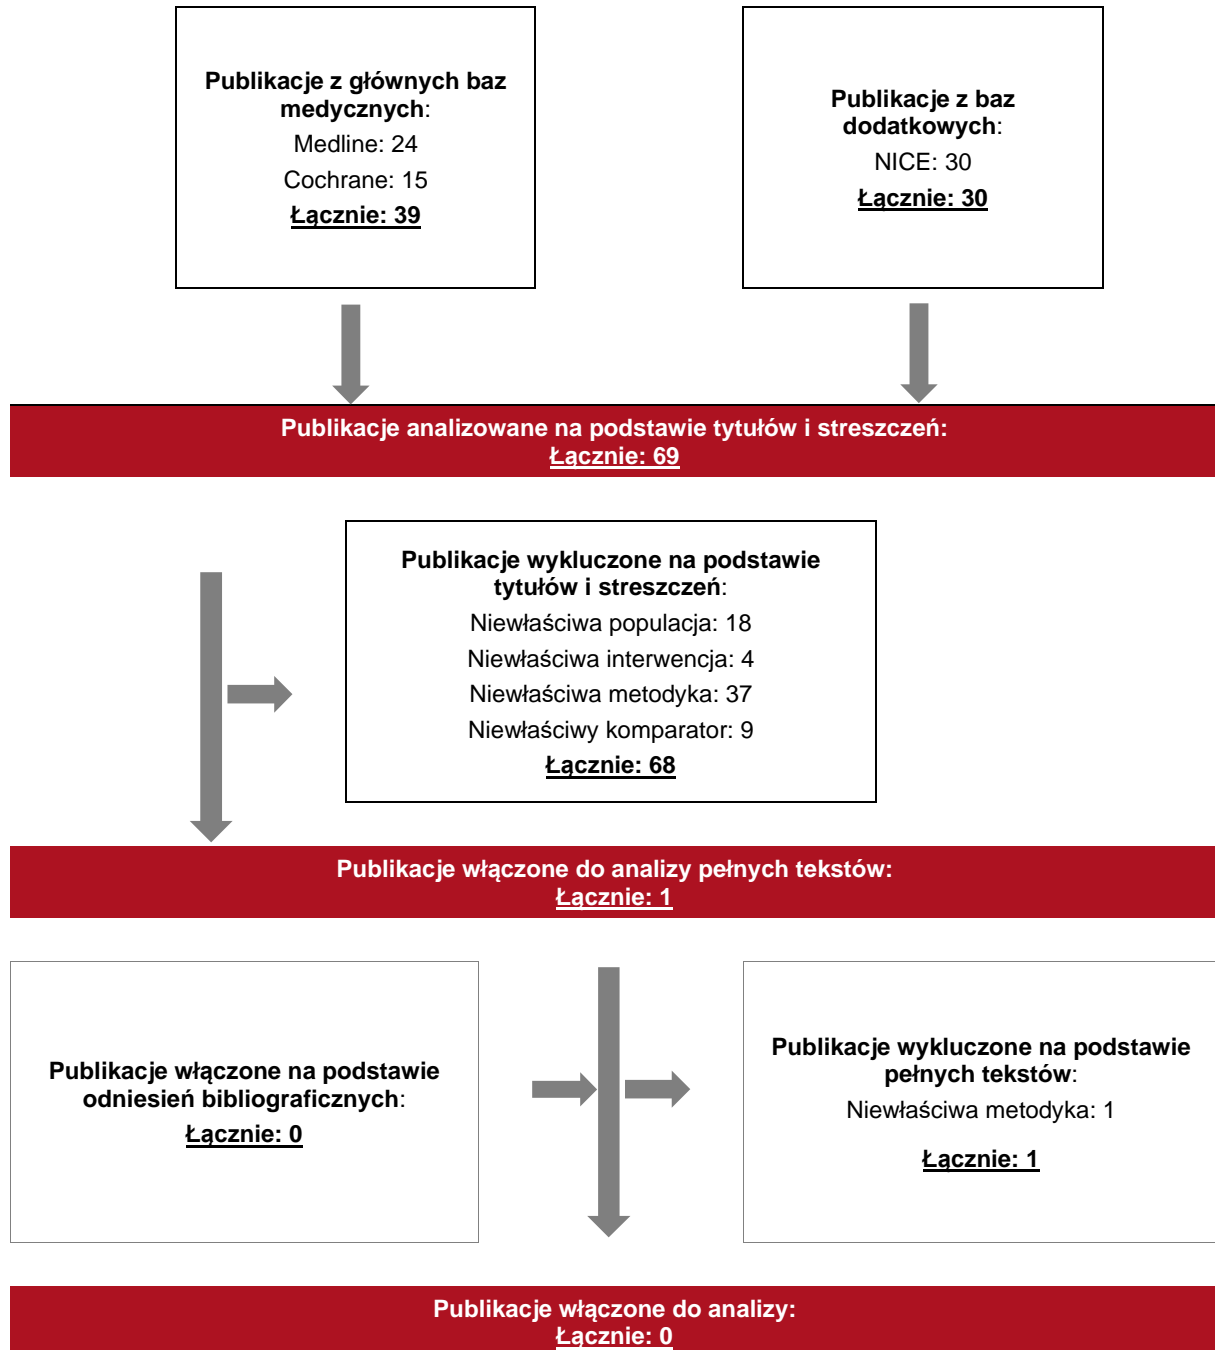 Publikacje z głównych baz
medycznych:
Medline: 24
Cochrane: 15
Łącznie: 39
Publikacje z baz
dodatkowych:
NICE: 30
Łącznie: 30
Publikacje analizowane na podstawie tytułów i streszczeń:
Łącznie: 69
Publikacje wykluczone na podstawie
tytułów i streszczeń:
Niewłaściwa populacja: 18
Niewłaściwa interwencja: 4
Niewłaściwa metodyka: 37
Niewłaściwy komparator: 9
Łącznie: 68
Publikacje włączone do analizy pełnych tekstów:
Łącznie: 1
Publikacje włączone na podstawie
odniesień bibliograficznych:
Łącznie: 0
Publikacje wykluczone na podstawie
pełnych tekstów:
Niewłaściwa metodyka: 1
Łącznie: 1
Publikacje włączone do analizy:
Łącznie: 0